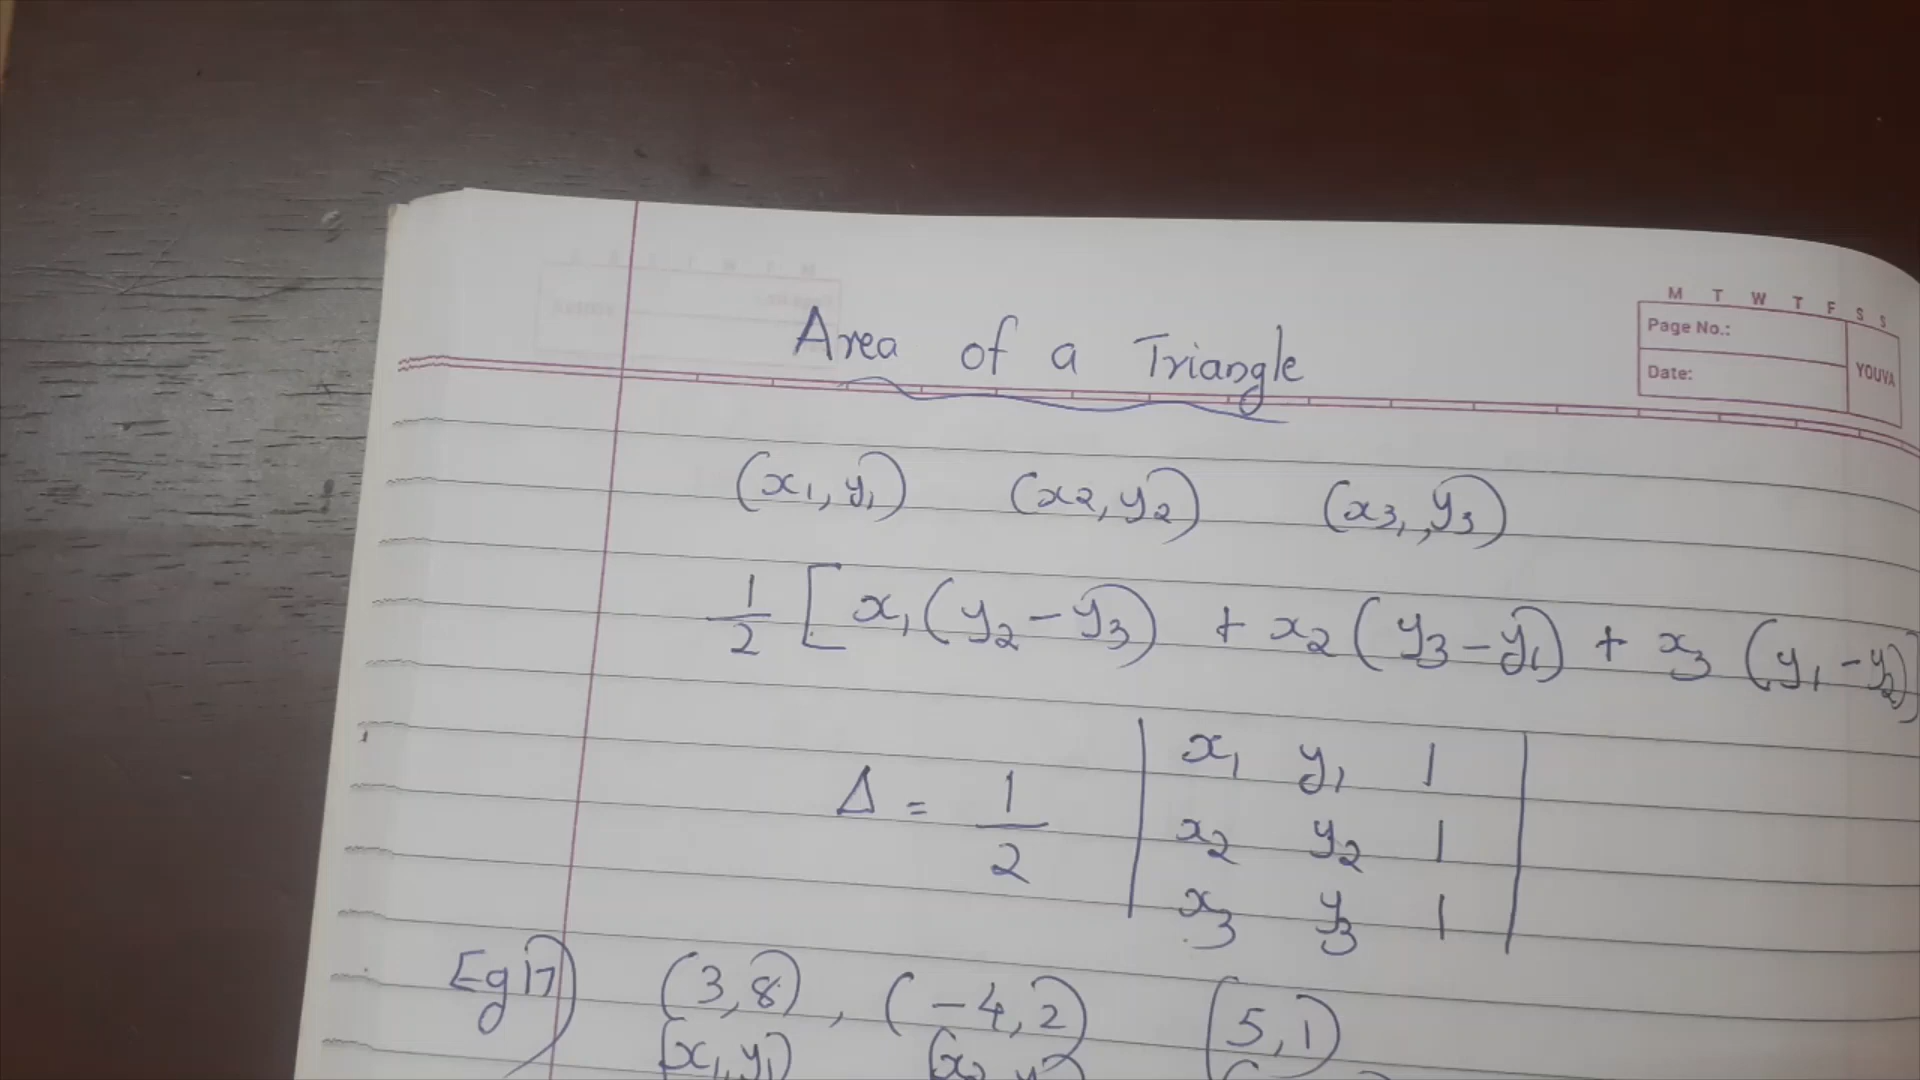 M T W T F S S
Page No.:
Date:
YOUVA
Area of a Triangle
(x₁, y₁) (x₂, y₂) (x₃, y₃)
1/2 [x₁(y₂ - y₃) + x₂(y₃ - y₁) + x₃(y₁ - y₂)]
Δ = 1/2 | x₁ y₁ 1 |
| x₂ y₂ 1 |
| x₃ y₃ 1 |
Eg 17) (3, 8), (-4, 2) (5, 1)
(x₁, y₁) (x₂, y